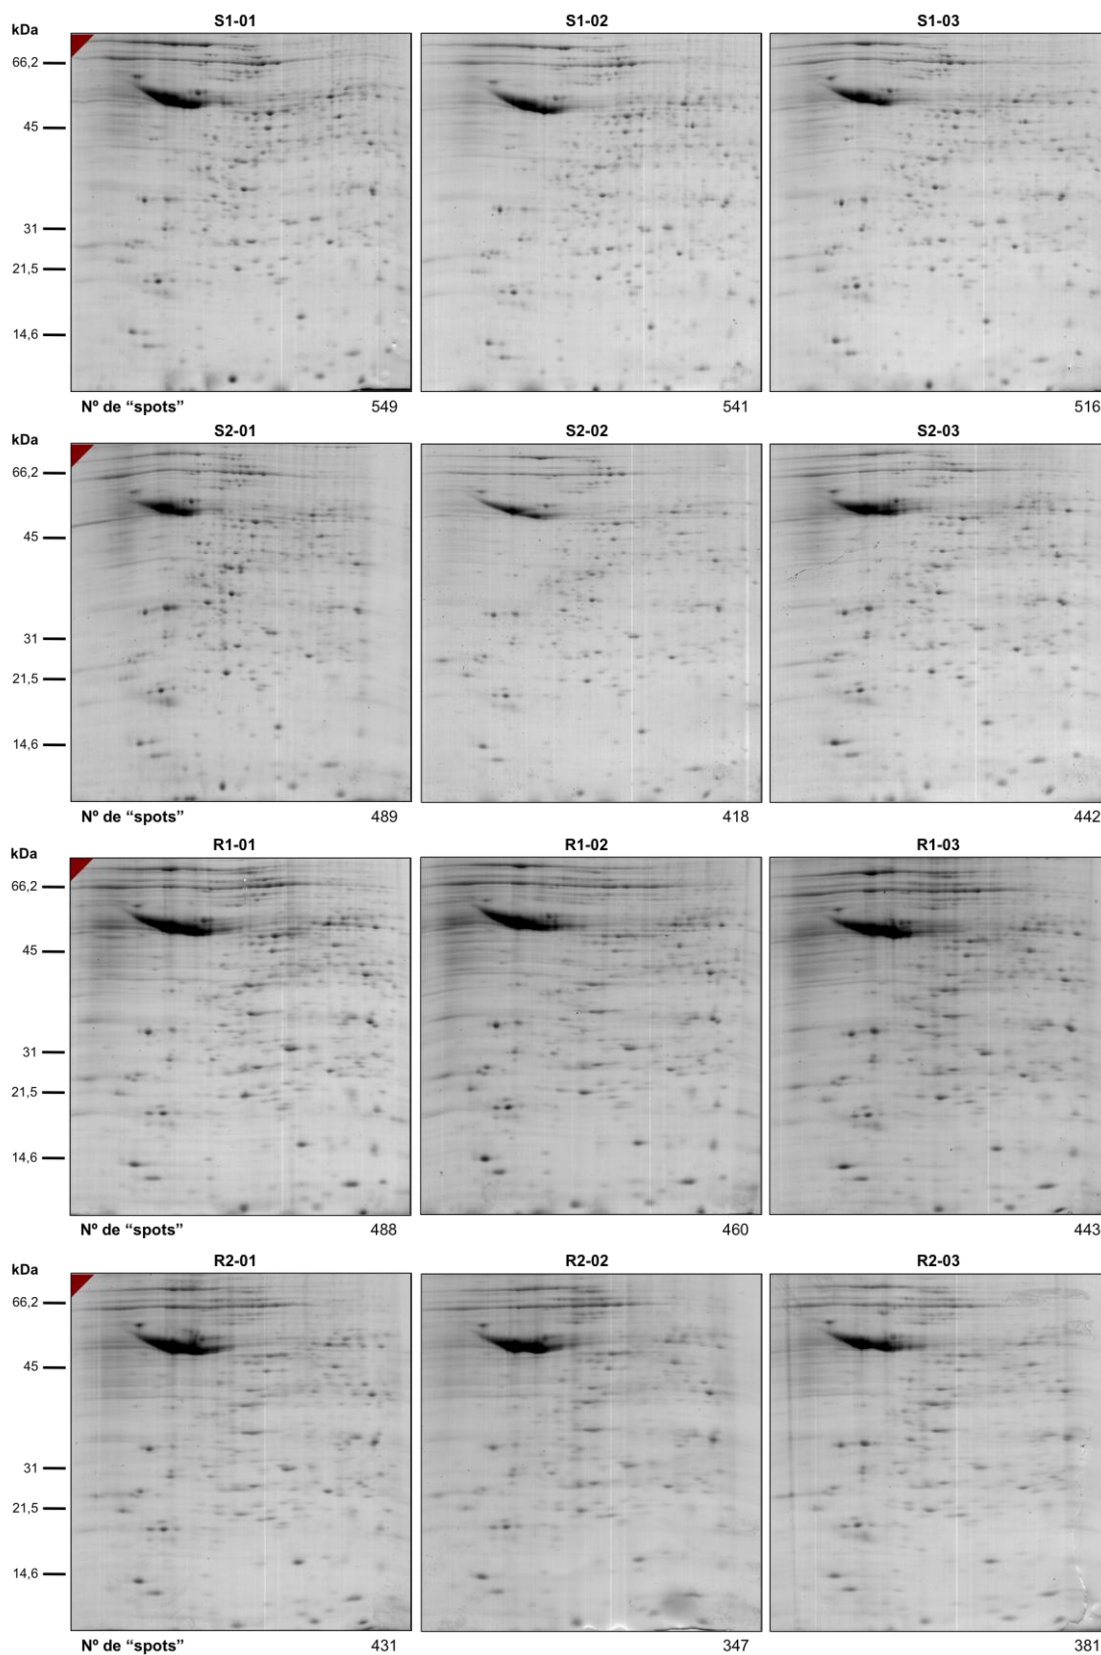 kDa S1-01 S1-02 S1-03
66,2
45
31
21,5
14,6
Nº de “spots” 549 541 516
kDa S2-01 S2-02 S2-03
66,2
45
31
21,5
14,6
Nº de “spots” 489 418 442
kDa R1-01 R1-02 R1-03
66,2
45
31
21,5
14,6
Nº de “spots” 488 460 443
kDa R2-01 R2-02 R2-03
66,2
45
31
21,5
14,6
Nº de “spots” 431 347 381